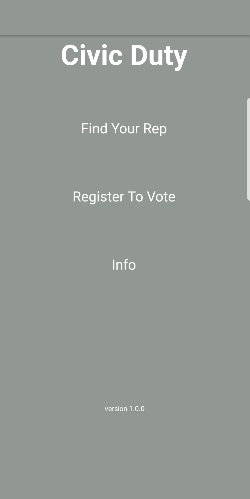 Civic Duty
Find Your Rep
Register To Vote
Info
version 1.0.0